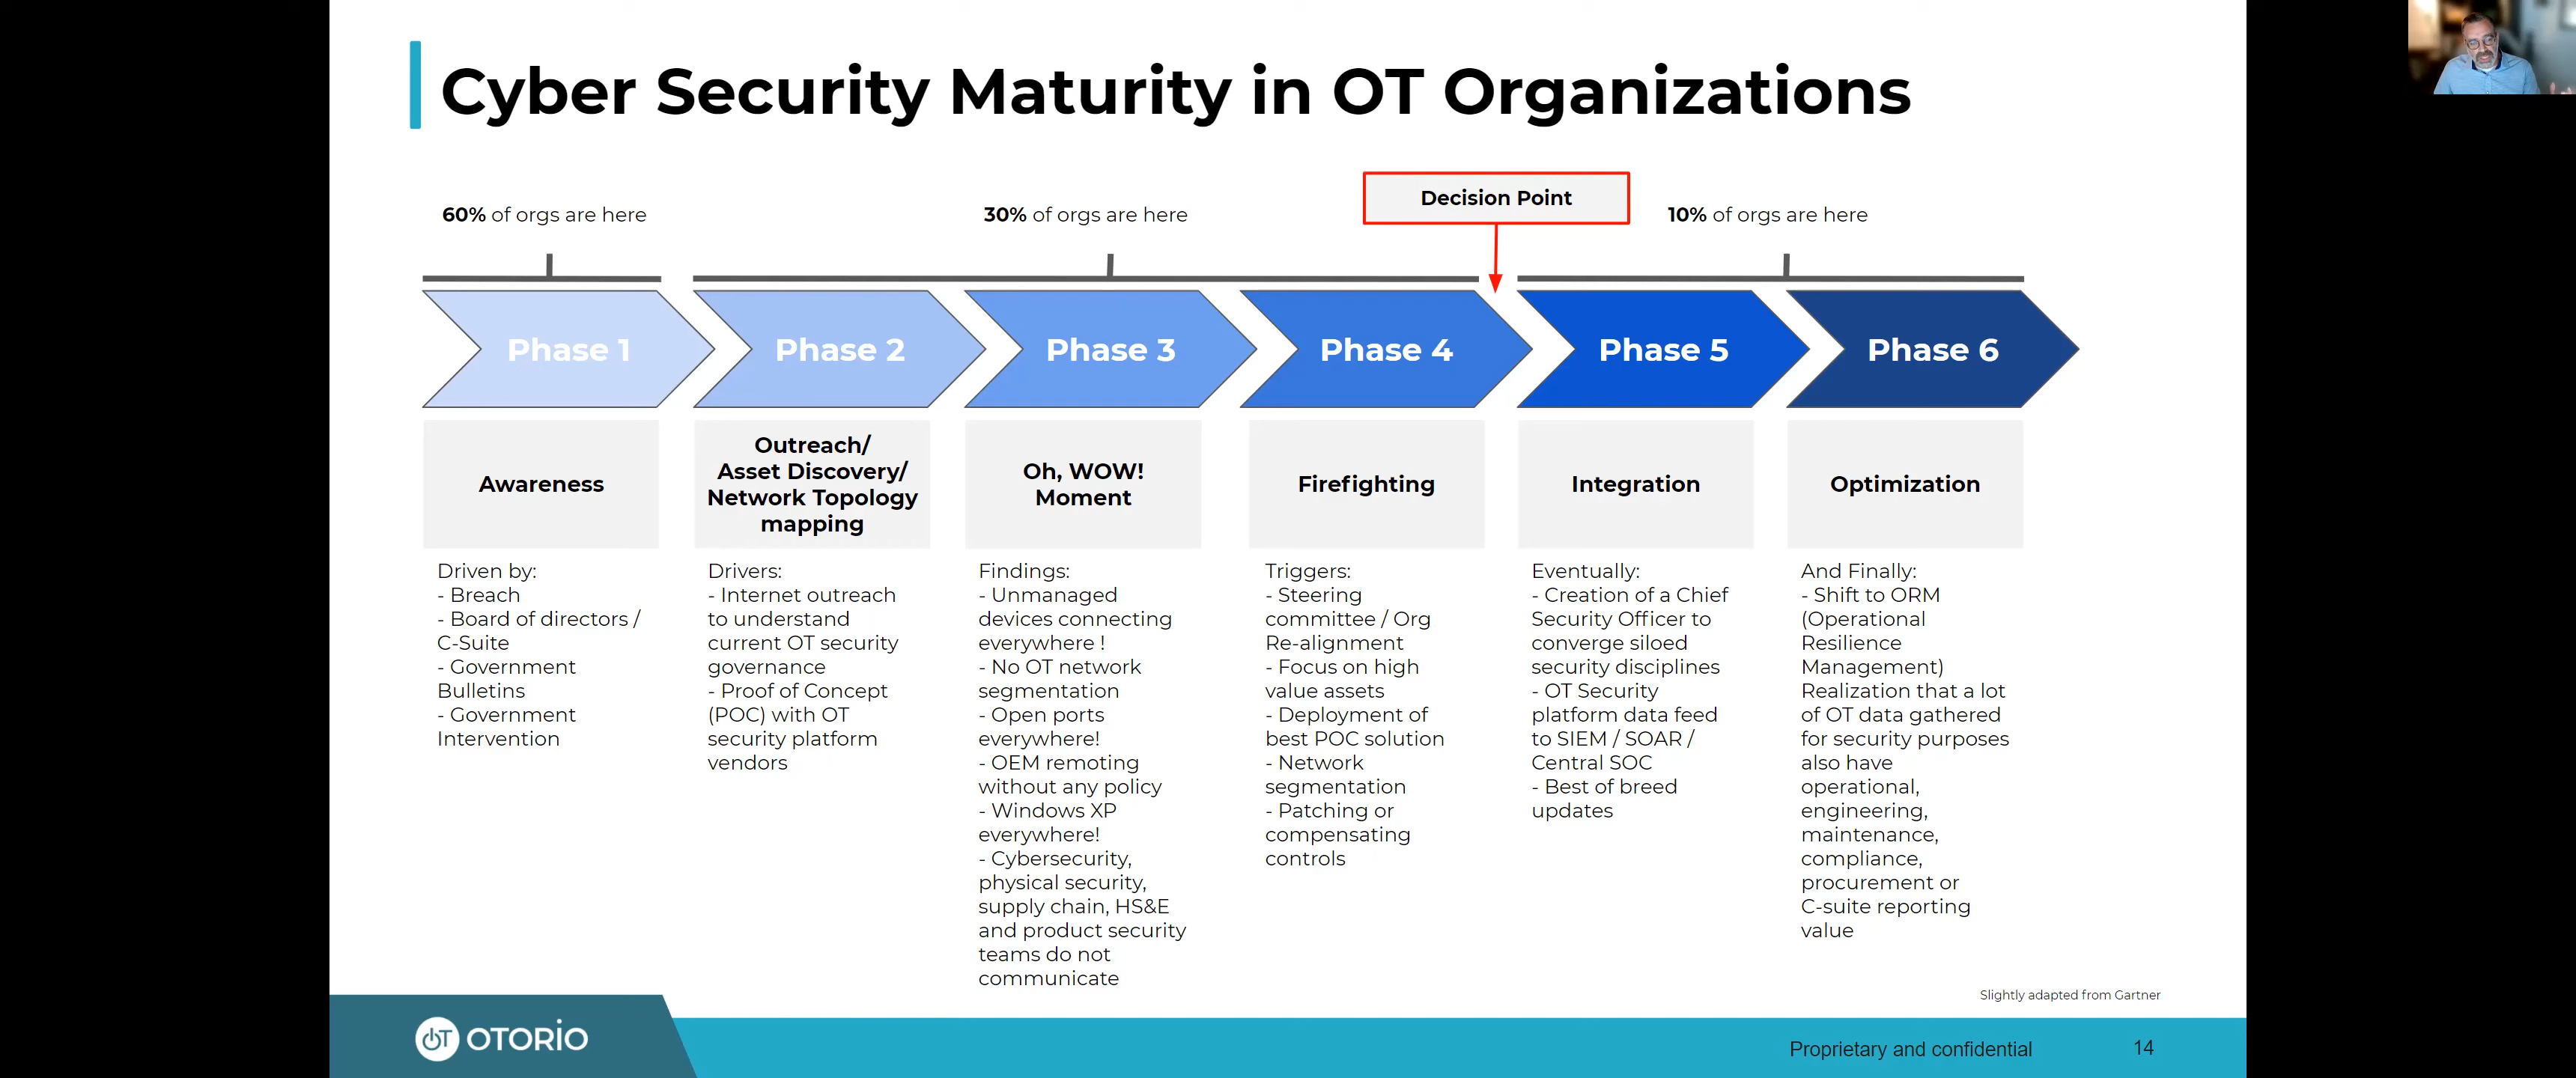 Cyber Security Maturity in OT Organizations
60% of orgs are here
30% of orgs are here
Decision Point
10% of orgs are here
Phase 1
Phase 2
Phase 3
Phase 4
Phase 5
Phase 6
Awareness
Outreach/
Asset Discovery/
Network Topology
mapping
Oh, WOW!
Moment
Firefighting
Integration
Optimization
Driven by:
- Breach
- Board of directors /
C-Suite
- Government
Bulletins
- Government
Intervention
Drivers:
- Internet outreach
to understand
current OT security
governance
- Proof of Concept
(POC) with OT
security platform
vendors
Findings:
- Unmanaged
devices connecting
everywhere !
- No OT network
segmentation
- Open ports
everywhere!
- OEM remoting
without any policy
- Windows XP
everywhere!
- Cybersecurity,
physical security,
supply chain, HS&E
and product security
teams do not
communicate
Triggers:
- Steering
committee / Org
Re-alignment
- Focus on high
value assets
- Deployment of
best POC solution
- Network
segmentation
- Patching or
compensating
controls
Eventually:
- Creation of a Chief
Security Officer to
converge siloed
security disciplines
- OT Security
platform data feed
to SIEM / SOAR /
Central SOC
- Best of breed
updates
And Finally:
- Shift to ORM
(Operational
Resilience
Management)
Realization that a lot
of OT data gathered
for security purposes
also have
operational,
engineering,
maintenance,
compliance,
procurement or
C-suite reporting
value
Slightly adapted from Gartner
OT OTORIO
Proprietary and confidential
14